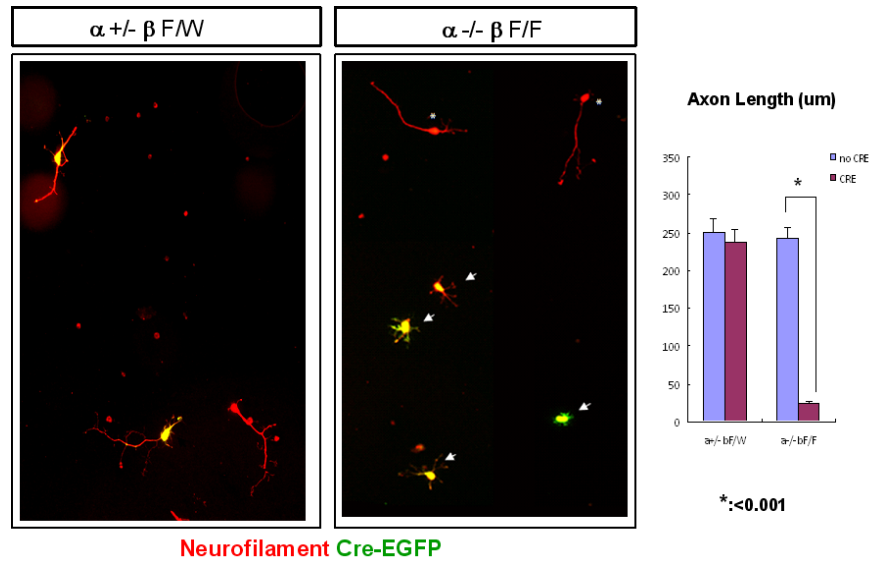 α +/- β F/W
α -/- β F/F
*
*
Neurofilament Cre-EGFP
Axon Length (um)
no CRE
CRE
350
300
250
200
150
100
50
0
*
a+/- bF/W
a-/- bF/F
*:<0.001